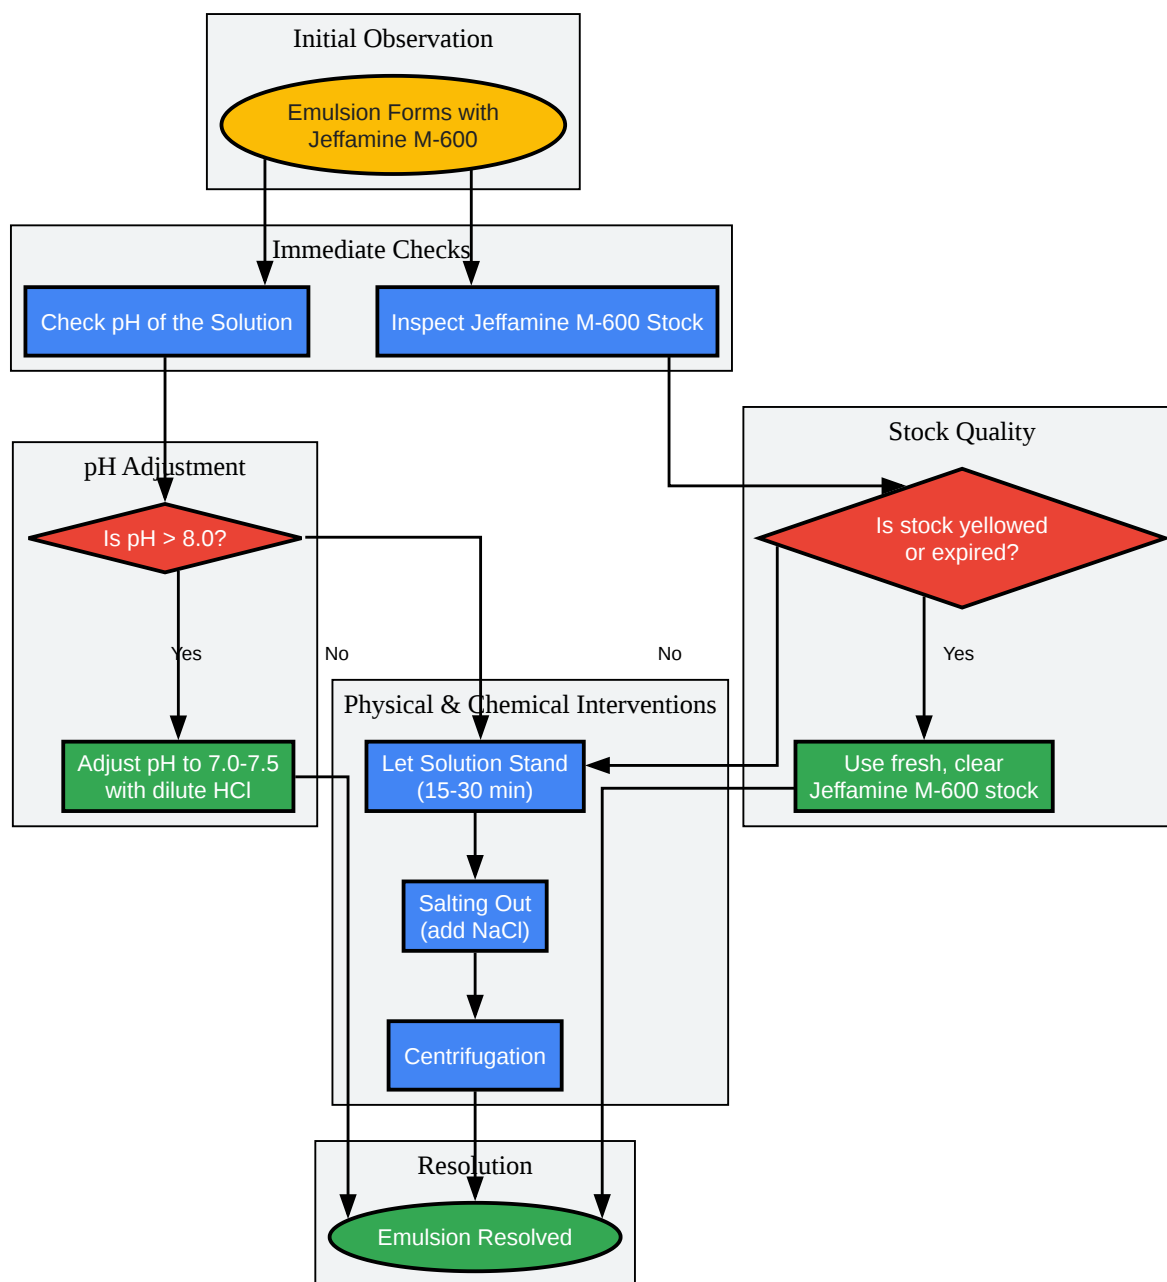 Initial Observation
Emulsion Forms with
Jeffamine M-600
Immediate Checks
Check pH of the Solution
Inspect Jeffamine M-600 Stock
Stock Quality
pH Adjustment
Is stock yellowed
or expired?
Is pH > 8.0?
Yes
No
No
Yes
Physical & Chemical Interventions
Adjust pH to 7.0-7.5
with dilute HCl
Let Solution Stand
(15-30 min)
Use fresh, clear
Jeffamine M-600 stock
Salting Out
(add NaCl)
Centrifugation
Resolution
Emulsion Resolved